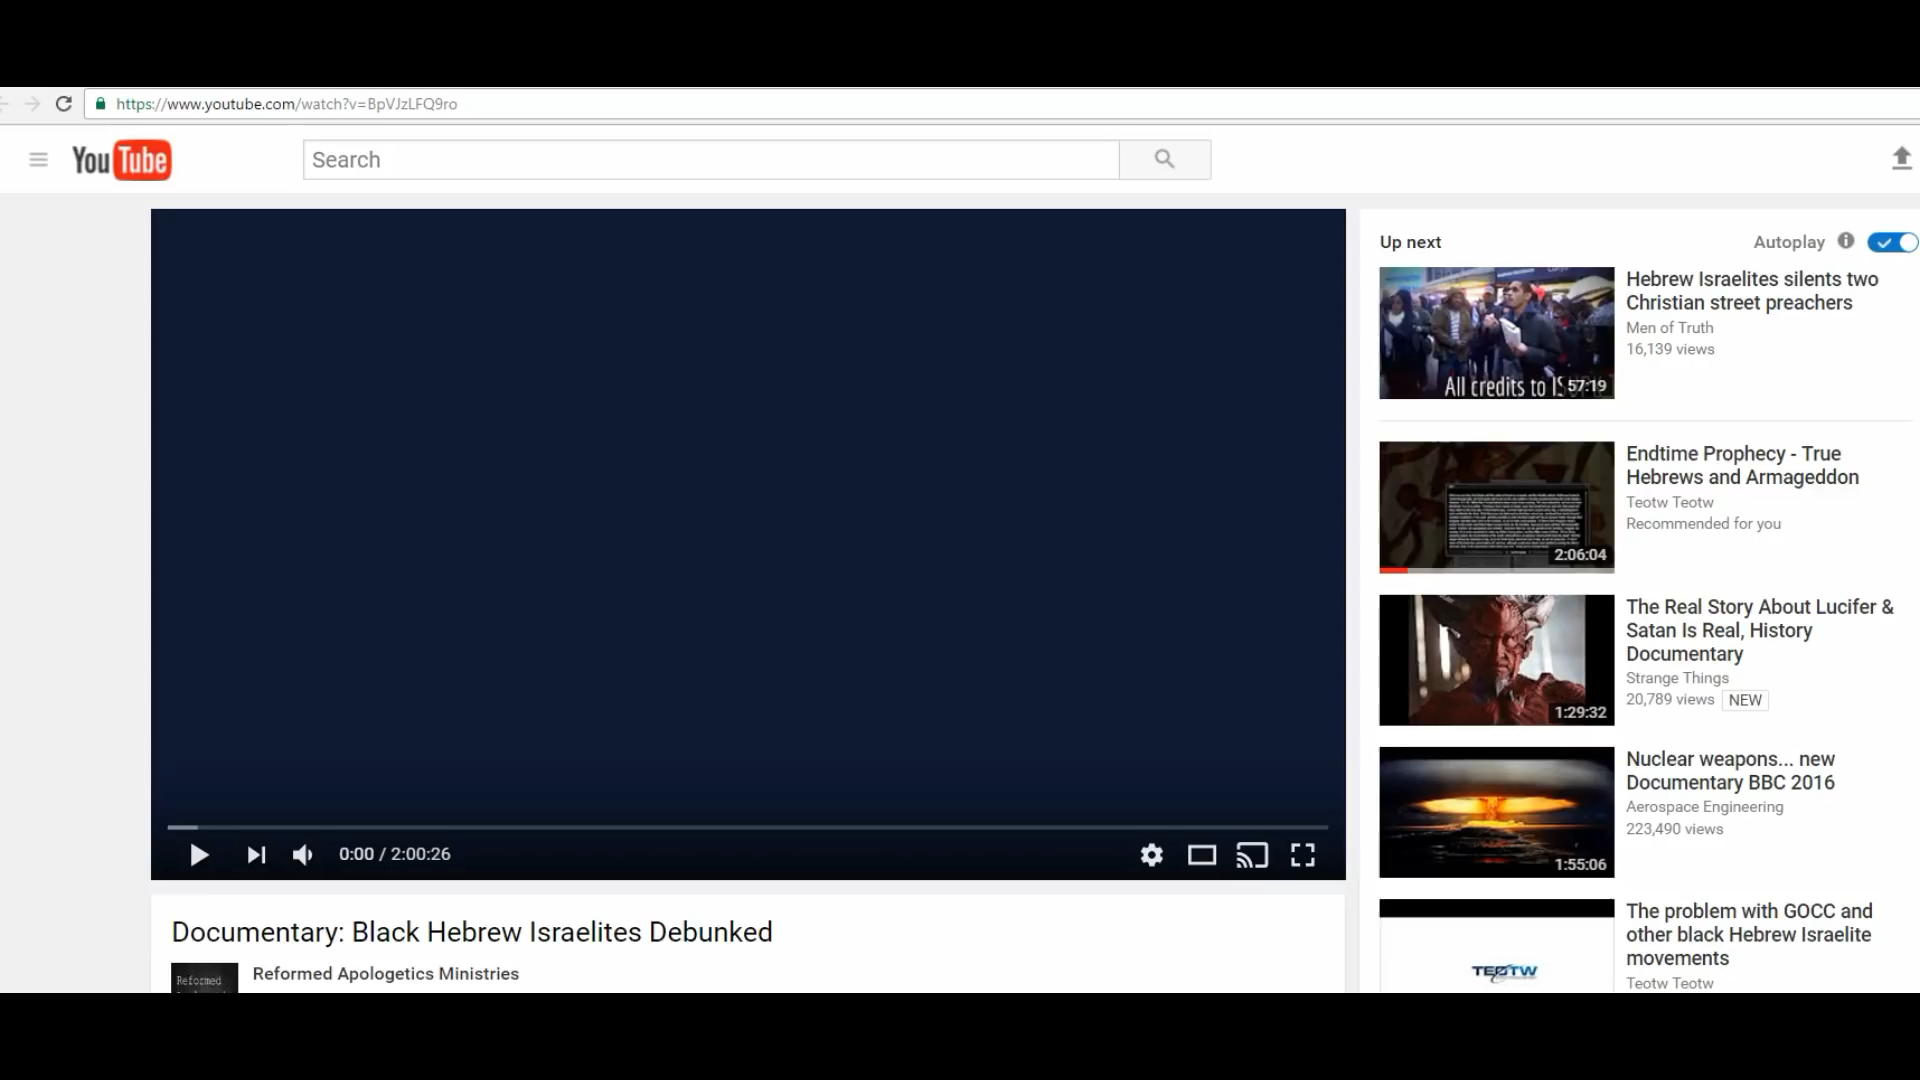 https://www.youtube.com/watch?v=BpVJzLFQ9ro
YouTube
Search
Up next
Autoplay
Hebrew Israelites silents two
Christian street preachers
Men of Truth
16,139 views
All credits to
57:19
Endtime Prophecy - True
Hebrews and Armageddon
Teotw Teotw
Recommended for you
2:06:04
The Real Story About Lucifer &
Satan Is Real, History
Documentary
Strange Things
20,789 views NEW
1:29:32
Nuclear weapons... new
Documentary BBC 2016
Aerospace Engineering
223,490 views
1:55:06
The problem with GOCC and
other black Hebrew Israelite
movements
Teotw Teotw
TEOTW
0:00 / 2:00:26
Documentary: Black Hebrew Israelites Debunked
Reformed Apologetics Ministries
Reformed